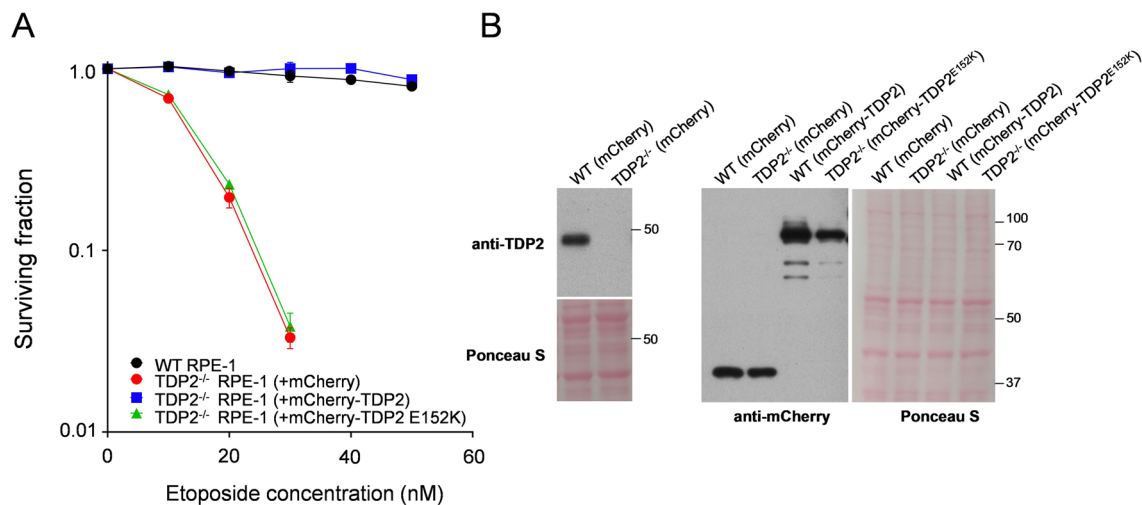 A
Surviving fraction
1.0
0.1
0.01
0
20
40
60
Etoposide concentration (nM)
WT RPE-1
TDP2-/- RPE-1 (+mCherry)
TDP2-/- RPE-1 (+mCherry-TDP2)
TDP2-/- RPE-1 (+mCherry-TDP2 E152K)
B
WT (mCherry)
TDP2-/- (mCherry)
anti-TDP2
50
Ponceau S
50
WT (mCherry)
TDP2-/- (mCherry)
WT (mCherry-TDP2)
TDP2-/- (mCherry-TDP2E152K)
anti-mCherry
WT (mCherry)
TDP2-/- (mCherry)
WT (mCherry-TDP2)
TDP2-/- (mCherry-TDP2E152K)
100
70
50
37
Ponceau S